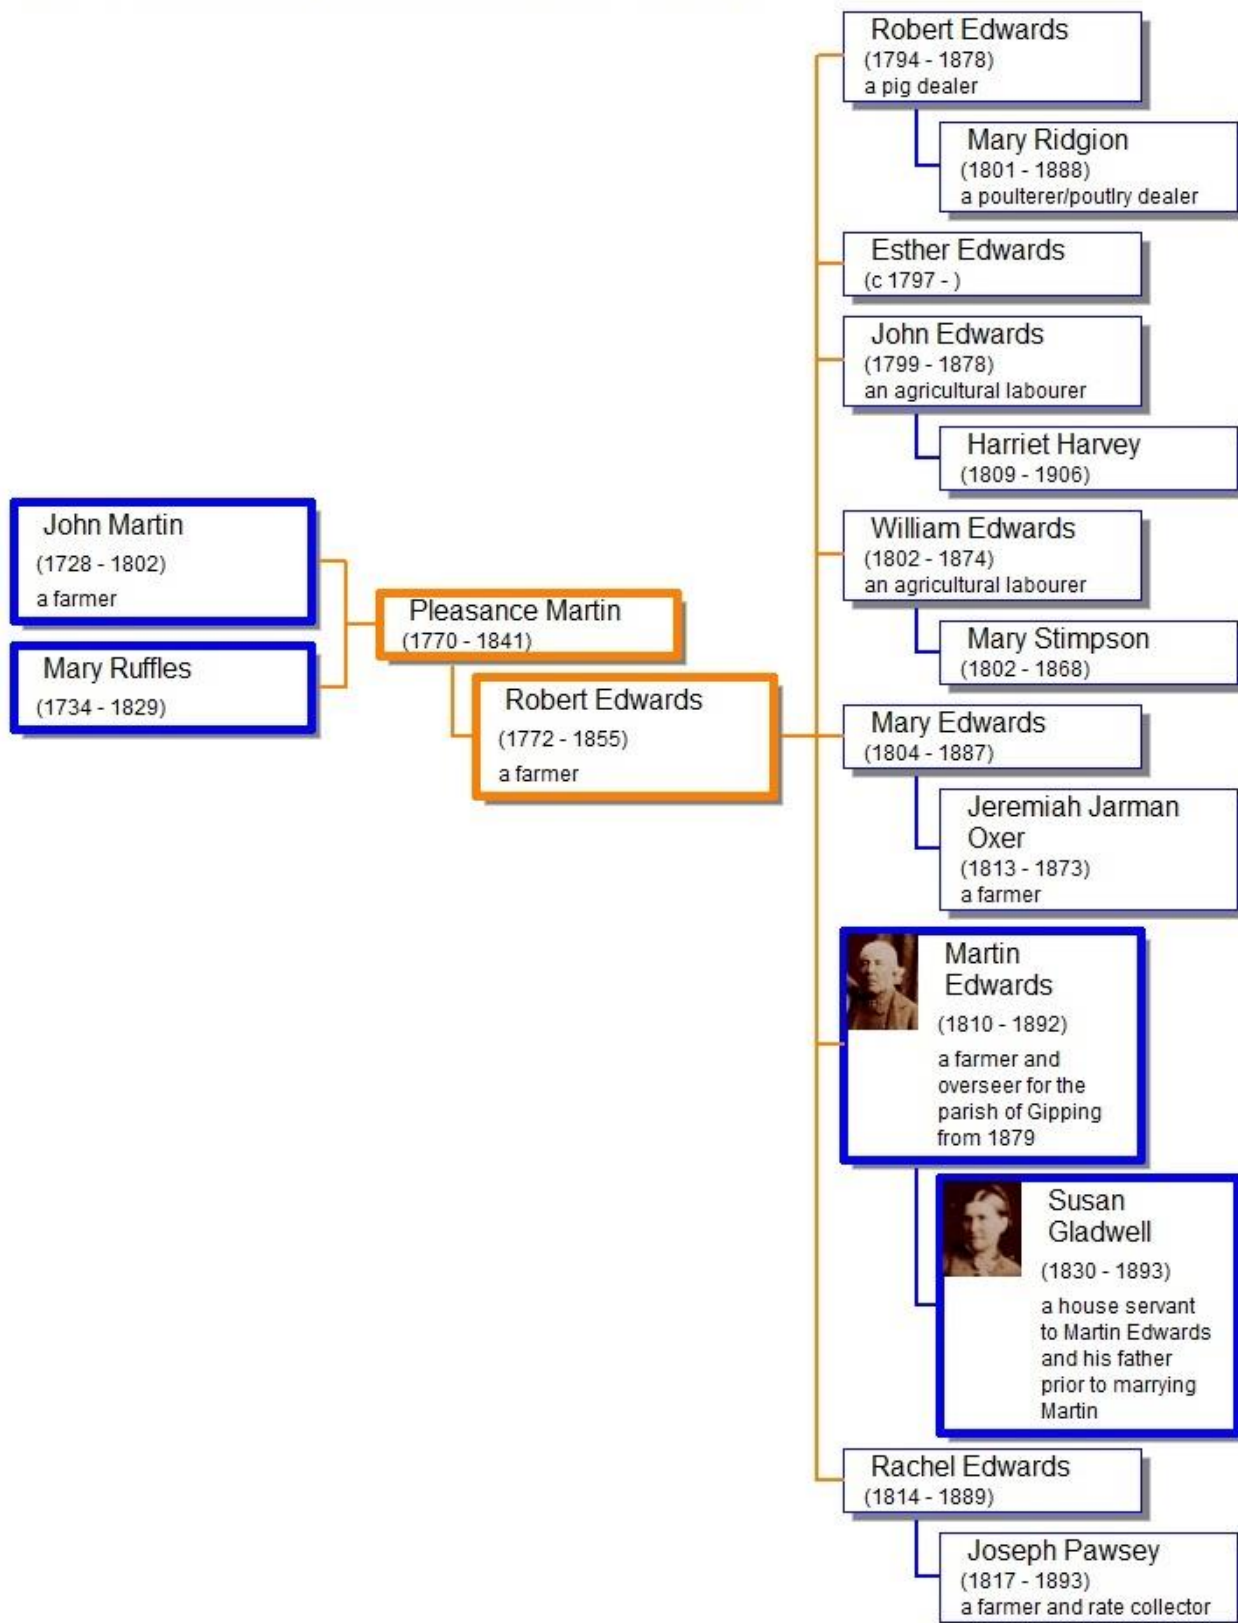 Robert Edwards
(1794 - 1878)
a pig dealer
Mary Ridgion
(1801 - 1888)
a poulterer/poutlry dealer
Esther Edwards
(c 1797 - )
John Edwards
(1799 - 1878)
an agricultural labourer
Harriet Harvey
(1809 - 1906)
John Martin
(1728 - 1802)
a farmer
Mary Ruffles
(1734 - 1829)
Pleasance Martin
(1770 - 1841)
Robert Edwards
(1772 - 1855)
a farmer
William Edwards
(1802 - 1874)
an agricultural labourer
Mary Stimpson
(1802 - 1868)
Mary Edwards
(1804 - 1887)
Jeremiah Jarman
Oxer
(1813 - 1873)
a farmer
Martin
Edwards
(1810 - 1892)
a farmer and
overseer for the
parish of Gipping
from 1879
Susan
Gladwell
(1830 - 1893)
a house servant
to Martin Edwards
and his father
prior to marrying
Martin
Rachel Edwards
(1814 - 1889)
Joseph Pawsey
(1817 - 1893)
a farmer and rate collector